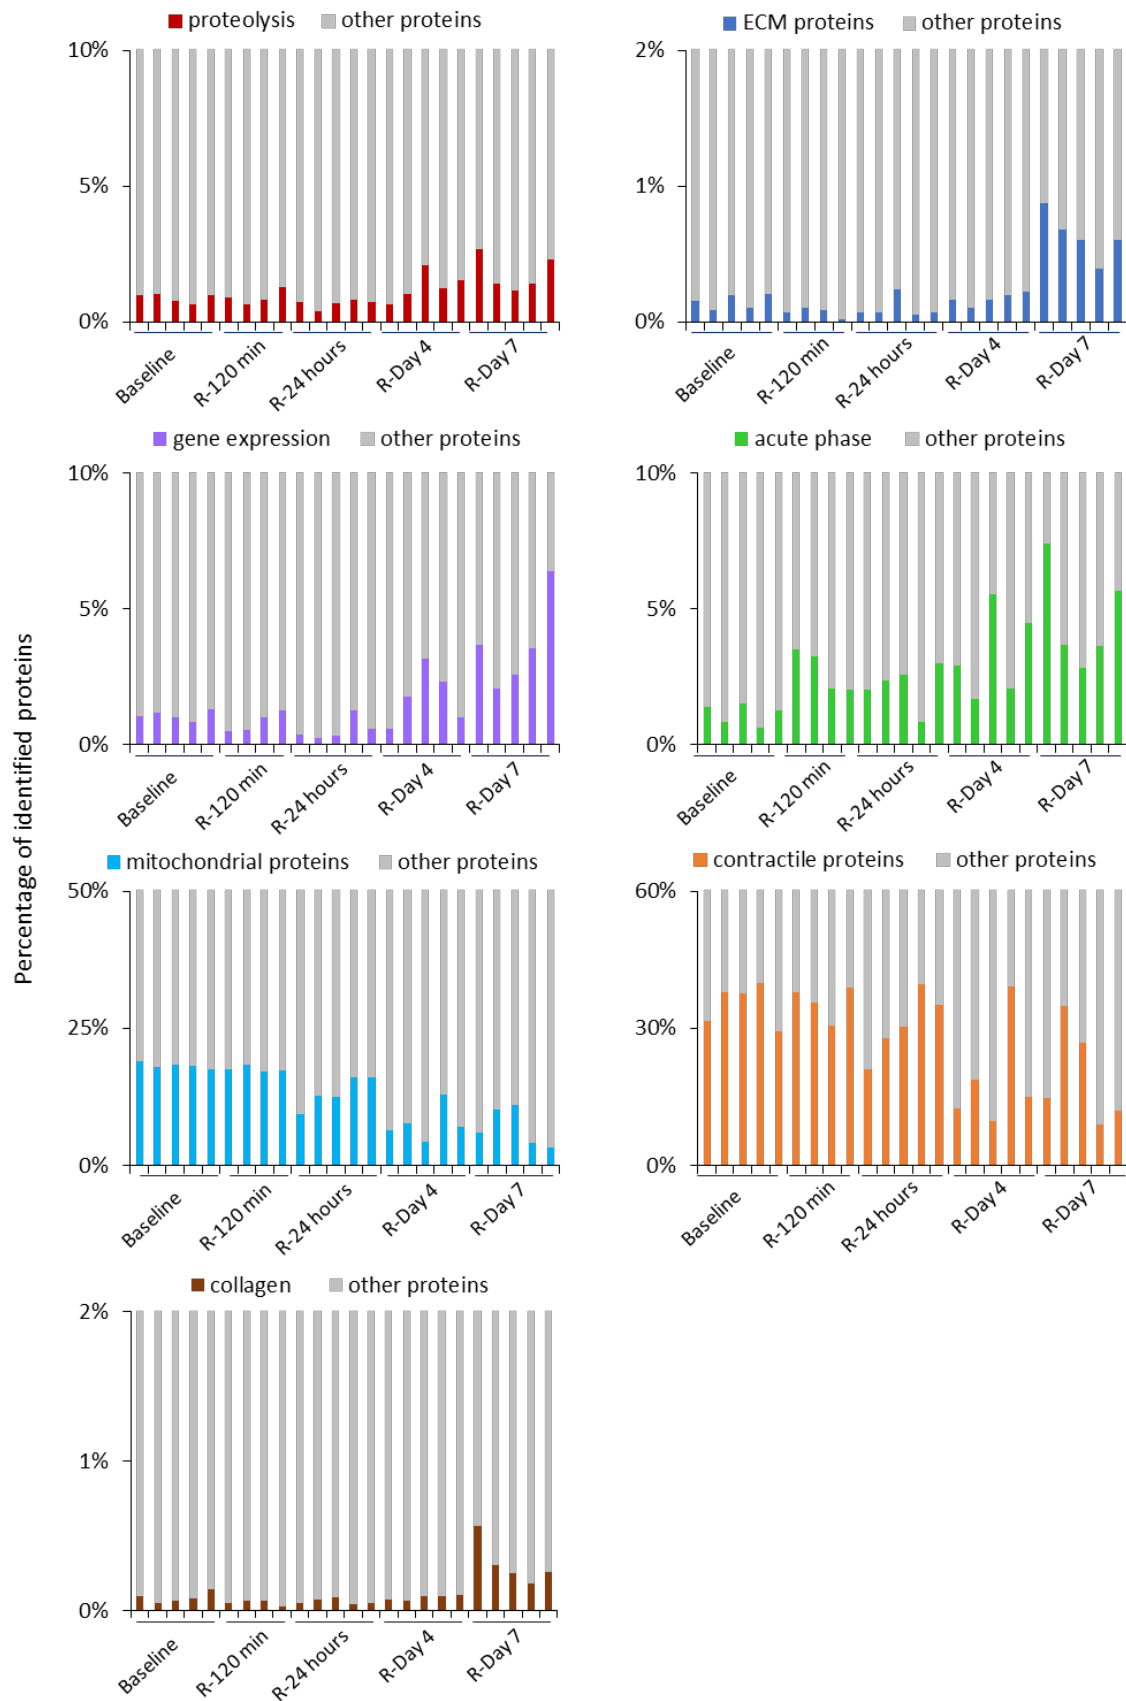 proteolysis other proteins
10%
5%
0%
Baseline
R-120 min
R-24 hours
R-Day 4
R-Day 7
ECM proteins other proteins
2%
1%
0%
Baseline
R-120 min
R-24 hours
R-Day 4
R-Day 7
Percentage of identified proteins
gene expression other proteins
10%
5%
0%
Baseline
R-120 min
R-24 hours
R-Day 4
R-Day 7
acute phase other proteins
10%
5%
0%
Baseline
R-120 min
R-24 hours
R-Day 4
R-Day 7
mitochondrial proteins other proteins
50%
25%
0%
Baseline
R-120 min
R-24 hours
R-Day 4
R-Day 7
contractile proteins other proteins
60%
30%
0%
Baseline
R-120 min
R-24 hours
R-Day 4
R-Day 7
collagen other proteins
2%
1%
0%
Baseline
R-120 min
R-24 hours
R-Day 4
R-Day 7